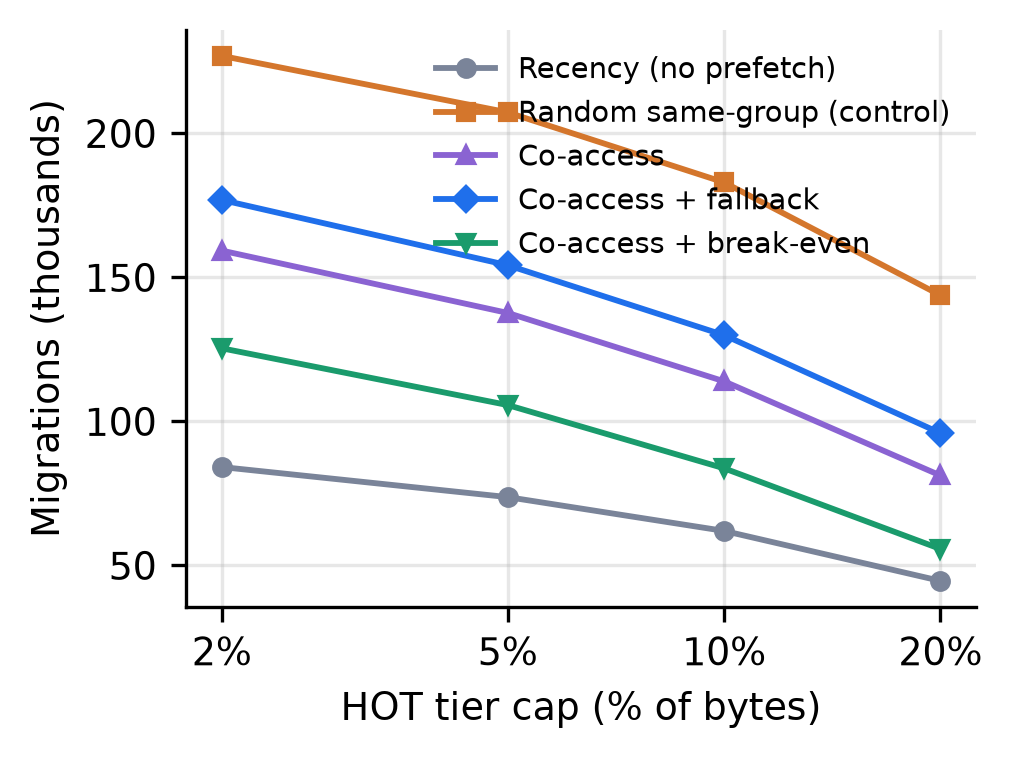 Recency (no prefetch)
Random same-group (control)
Co-access
Co-access + fallback
Co-access + break-even
Migrations (thousands)
200
150
100
50
2% 5% 10% 20%
HOT tier cap (% of bytes)